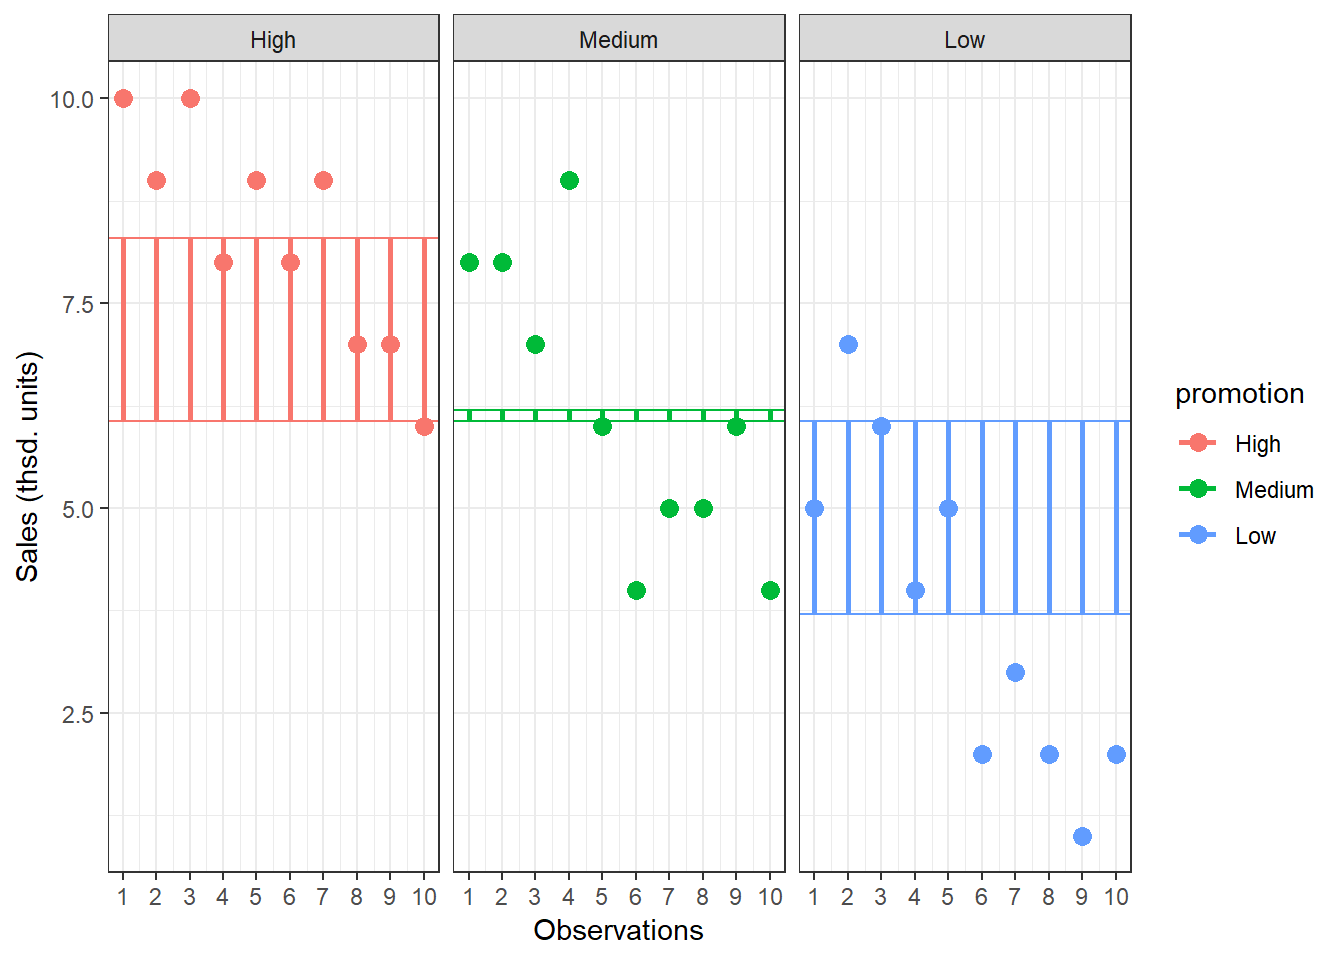 High Medium Low
10.0
7.5
5.0
2.5
Sales (thsd. units)
1 2 3 4 5 6 7 8 9 10 1 2 3 4 5 6 7 8 9 10 1 2 3 4 5 6 7 8 9 10
Observations
promotion
High
Medium
Low